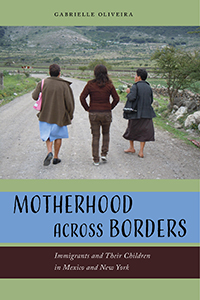 GABRIELLE OLIVEIRA
MOTHERHOOD
ACROSS BORDERS
Immigrants and Their Children
in Mexico and New York